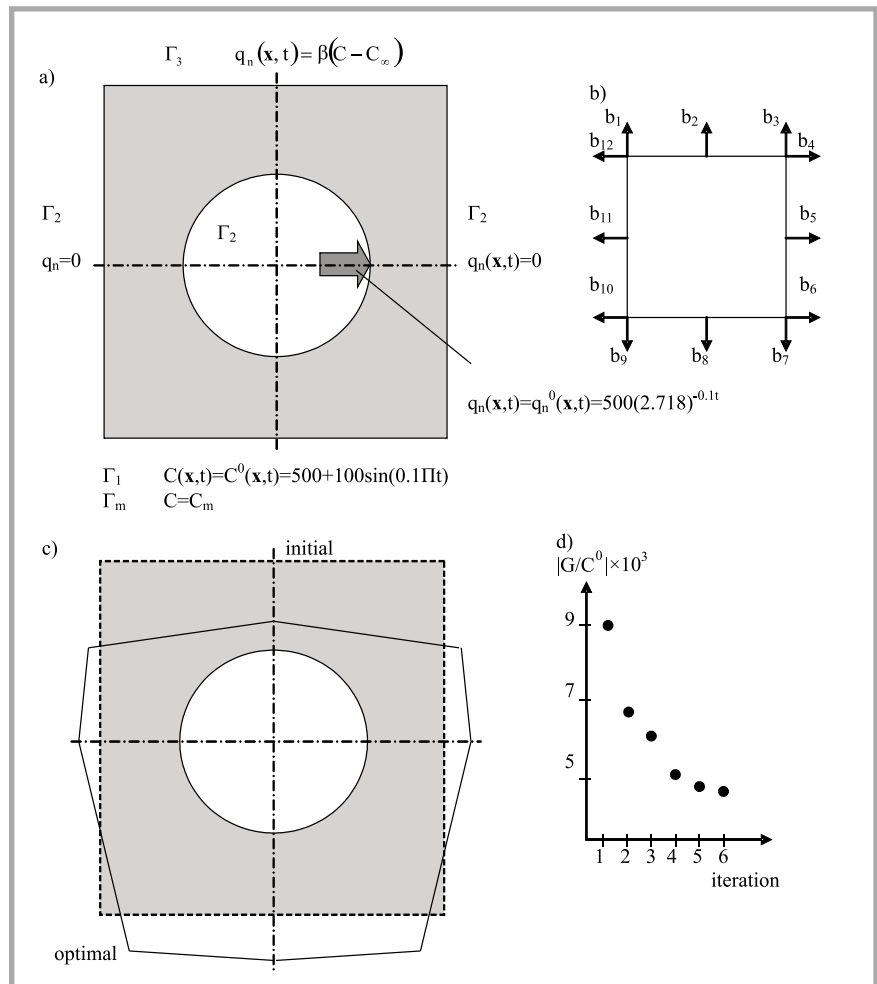 Γ₃ qₙ(x, t) = β(C − C∞)
a)
Γ₂
qₙ=0
Γ₂
Γ₂
qₙ(x,t)=0
qₙ(x,t)=qₙ⁰(x,t)=500(2.718)⁻⁰·¹ᵗ
Γ₁ C(x,t)=C⁰(x,t)=500+100sin(0.1Πt)
Γₘ C=Cₘ
b)
b₁ b₂ b₃
b₁₂ b₄
b₁₁ b₅
b₁₀ b₆
b₉ b₈ b₇
c)
initial
optimal
d)
|G/C⁰|×10³
9
7
5
1 2 3 4 5 6
iteration